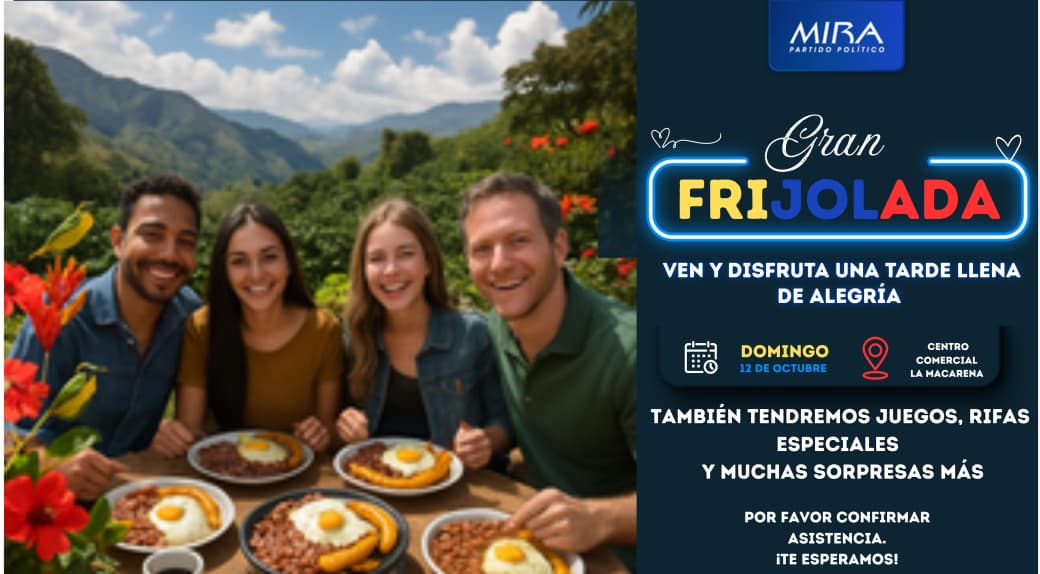 MIRA
PARTIDO POLÍTICO
Gran
FRIJOLADA
VEN Y DISFRUTA UNA TARDE LLENA
DE ALEGRÍA
DOMINGO
12 DE OCTUBRE
CENTRO
COMERCIAL
LA MACARENA
TAMBIÉN TENDREMOS JUEGOS, RIFAS
ESPECIALES
Y MUCHAS SORPRESAS MÁS
POR FAVOR CONFIRMAR
ASISTENCIA.
¡TE ESPERAMOS!